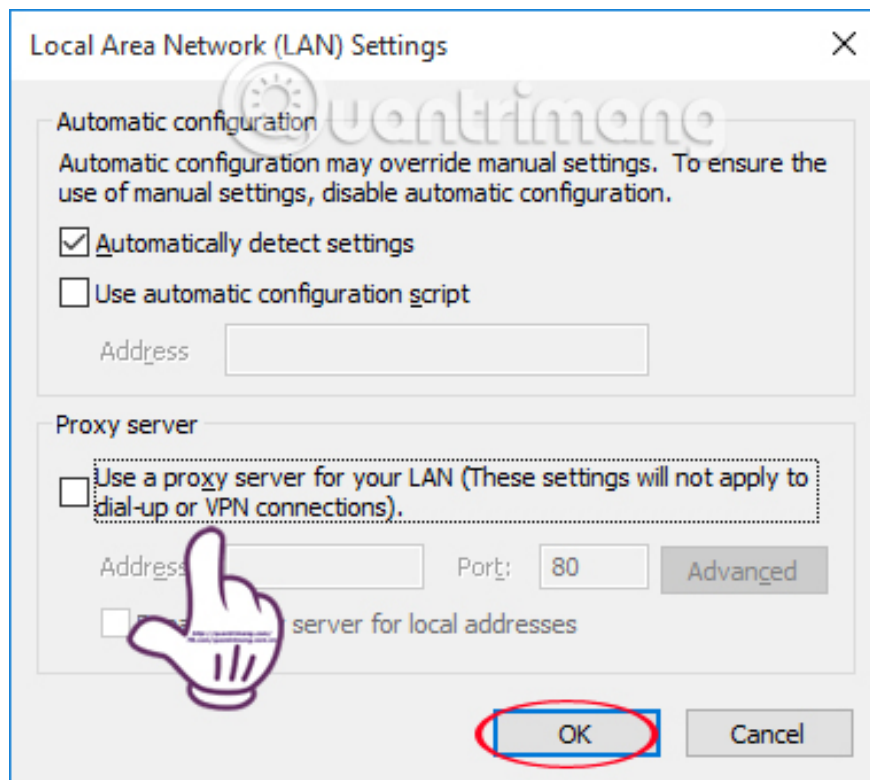 Local Area Network (LAN) Settings
Quantrimang
Automatic configuration
Automatic configuration may override manual settings. To ensure the
use of manual settings, disable automatic configuration.
Automatically detect settings
Use automatic configuration script
Address
Proxy server
Use a proxy server for your LAN (These settings will not apply to
dial-up or VPN connections).
Address Port: 80 Advanced
server for local addresses
OK Cancel